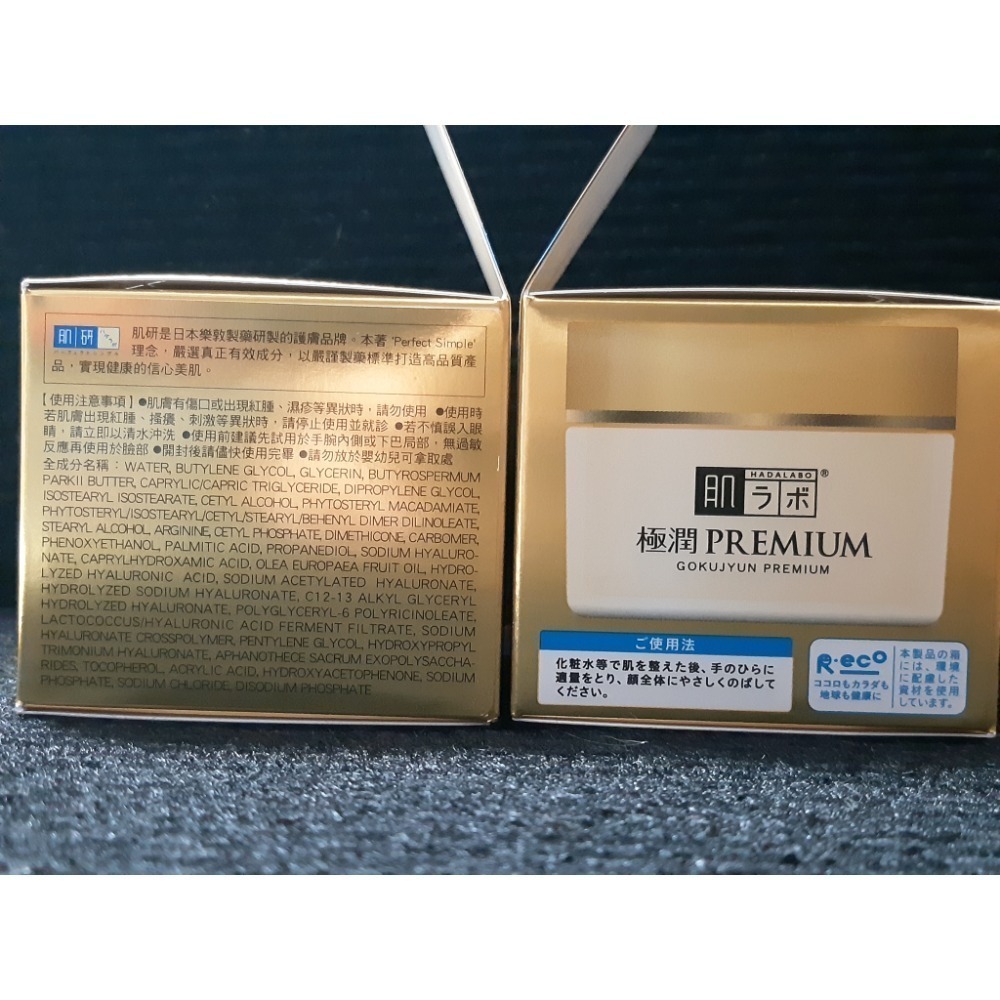 肌研
肌研是日本樂敦製藥研製的護膚品牌。本著 'Perfect Simple'
理念，嚴選真正有效成分，以嚴謹製藥標準打造高品質產
品，實現健康的信心美肌。
【使用注意事項】●肌膚有傷口或出現紅腫、濕疹等異狀時，請勿使用 ●使用時
若肌膚出現紅腫、搔癢、刺激等異狀時，請停止使用並就診 ●若不慎誤入眼
睛，請立即以清水沖洗 ●使用前建議先試用於手腕內側或下巴局部，無過敏
反應再使用於臉部 ●開封後請儘快使用完畢 ●請勿放於嬰幼兒可拿取處
全成分名稱：WATER, BUTYLENE GLYCOL, GLYCERIN, BUTYROSPERMUM
PARKII BUTTER, CAPRYLIC/CAPRIC TRIGLYCERIDE, DIPROPYLENE GLYCOL,
ISOSTEARYL ISOSTEARATE, CETYL ALCOHOL, PHYTOSTERYL MACADAMIATE,
PHYTOSTERYL/ISOSTEARYL/CETYL/STEARYL/BEHENYL DIMER DILINOLEATE,
STEARYL ALCOHOL, ARGININE, CETYL PHOSPHATE, DIMETHICONE, CARBOMER,
PHENOXYETHANOL, PALMITIC ACID, PROPANEDIOL, SODIUM HYALURO-
NATE, CAPRYLHYDROXAMIC ACID, OLEA EUROPAEA FRUIT OIL, HYDRO-
LYZED HYALURONIC ACID, SODIUM ACETYLATED HYALURONATE,
HYDROLYZED SODIUM HYALURONATE, C12-13 ALKYL GLYCERYL
HYDROLYZED HYALURONATE, POLYGLYCERYL-6 POLYRICINOLEATE,
LACTOCOCCUS/HYALURONIC ACID FERMENT FILTRATE, SODIUM
HYALURONATE CROSSPOLYMER, PENTYLENE GLYCOL, HYDROXYPROPYL
TRIMONIUM HYALURONATE, APHANOTHECE SACRUM EXOPOLYSACCHA-
RIDES, TOCOPHEROL, ACRYLIC ACID, HYDROXYACETOPHENONE, SODIUM
PHOSPHATE, SODIUM CHLORIDE, DISODIUM PHOSPHATE
HADALABO
肌ラボ®
極潤 PREMIUM
GOKUJYUN PREMIUM
ご使用法
化粧水等で肌を整えた後、手のひらに
適量をとり、顔全体にやさしくのばして
ください。
R・eco
ココロもカラダも
地球も健康に
本製品の箱
には、環境
に配慮した
資材を使用
しています。